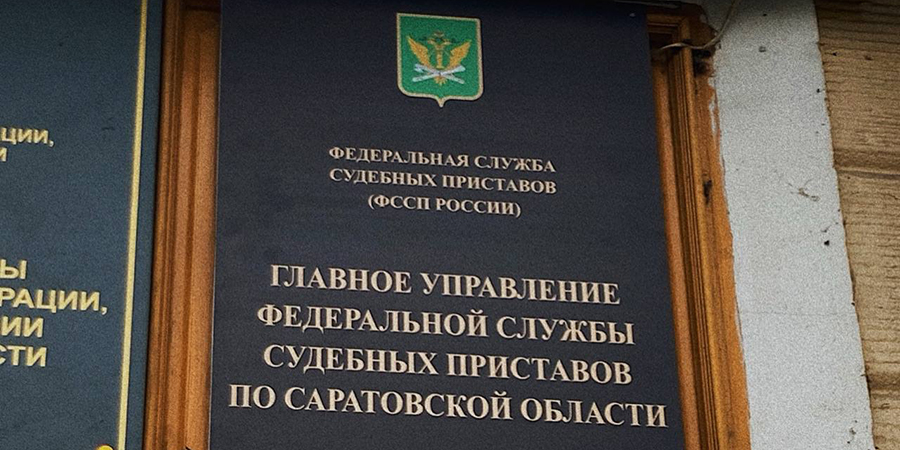 ФЕДЕРАЛЬНАЯ СЛУЖБА
СУДЕБНЫХ ПРИСТАВОВ
(ФССП РОССИИ)
ГЛАВНОЕ УПРАВЛЕНИЕ
ФЕДЕРАЛЬНОЙ СЛУЖБЫ
СУДЕБНЫХ ПРИСТАВОВ
ПО САРАТОВСКОЙ ОБЛАСТИ